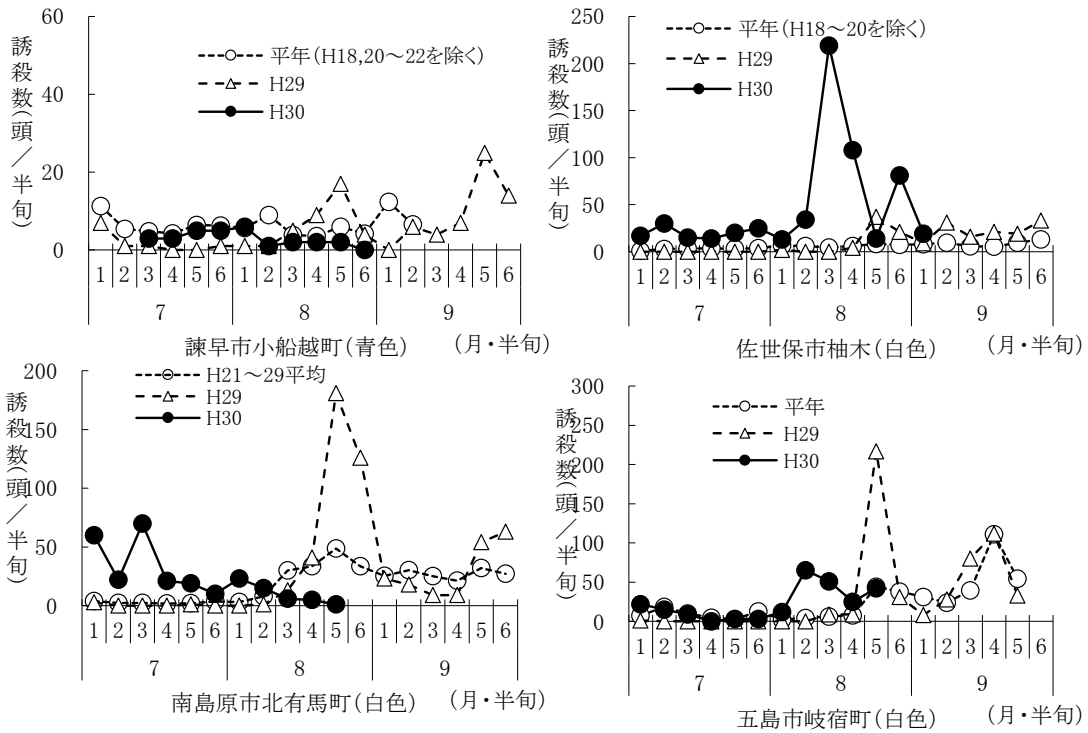 60
40
20
0
誘殺数(頭/半旬)
平年(H18,20~22を除く)
H29
H30
1 2 3 4 5 6 1 2 3 4 5 6 1 2 3 4 5 6
7 8 9
諫早市小船越町(青色) (月・半旬)
250
200
150
100
50
0
誘殺数(頭/半旬)
平年(H18~20を除く)
H29
H30
1 2 3 4 5 6 1 2 3 4 5 6 1 2 3 4 5 6
7 8 9
佐世保市柚木(白色) (月・半旬)
200
150
100
50
0
誘殺数(頭/半旬)
H21~29平均
H29
H30
1 2 3 4 5 6 1 2 3 4 5 6 1 2 3 4 5 6
7 8 9
南島原市北有馬町(白色) (月・半旬)
300
250
200
150
100
50
0
誘殺数(頭/半旬)
平年
H29
H30
1 2 3 4 5 6 1 2 3 4 5 6 1 2 3 4 5 6
7 8 9
五島市岐宿町(白色) (月・半旬)